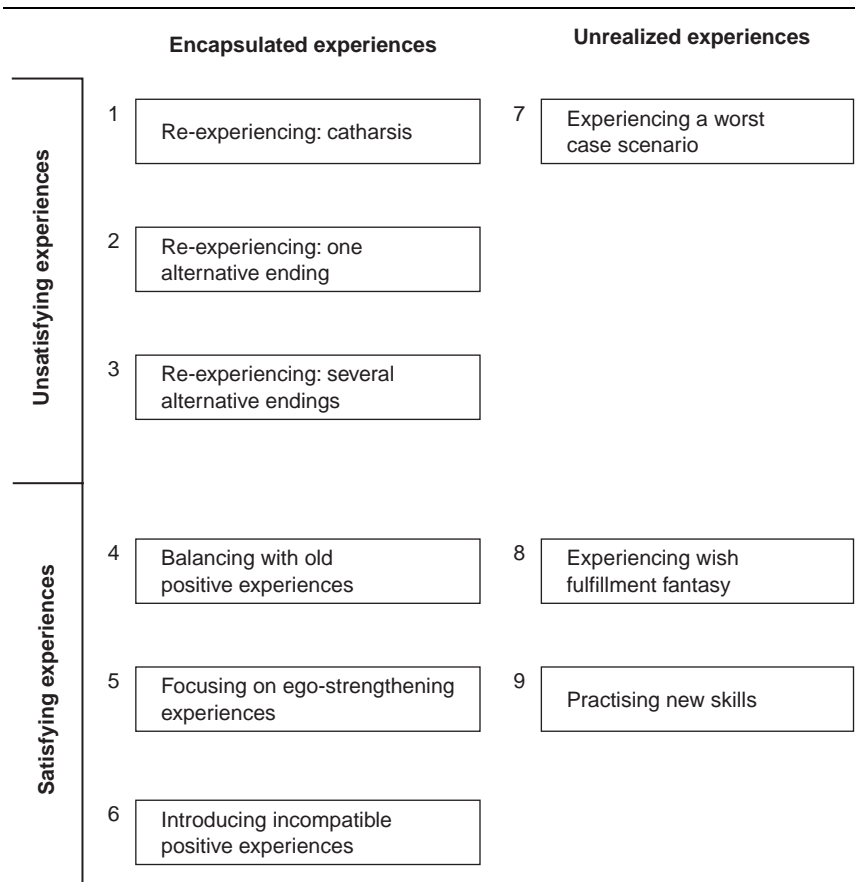 Encapsulated experiences
Unrealized experiences
Unsatisfying experiences
1
Re-experiencing: catharsis
7
Experiencing a worst
case scenario
2
Re-experiencing: one
alternative ending
3
Re-experiencing: several
alternative endings
Satisfying experiences
4
Balancing with old
positive experiences
8
Experiencing wish
fulfillment fantasy
5
Focusing on ego-strengthening
experiences
9
Practising new skills
6
Introducing incompatible
positive experiences